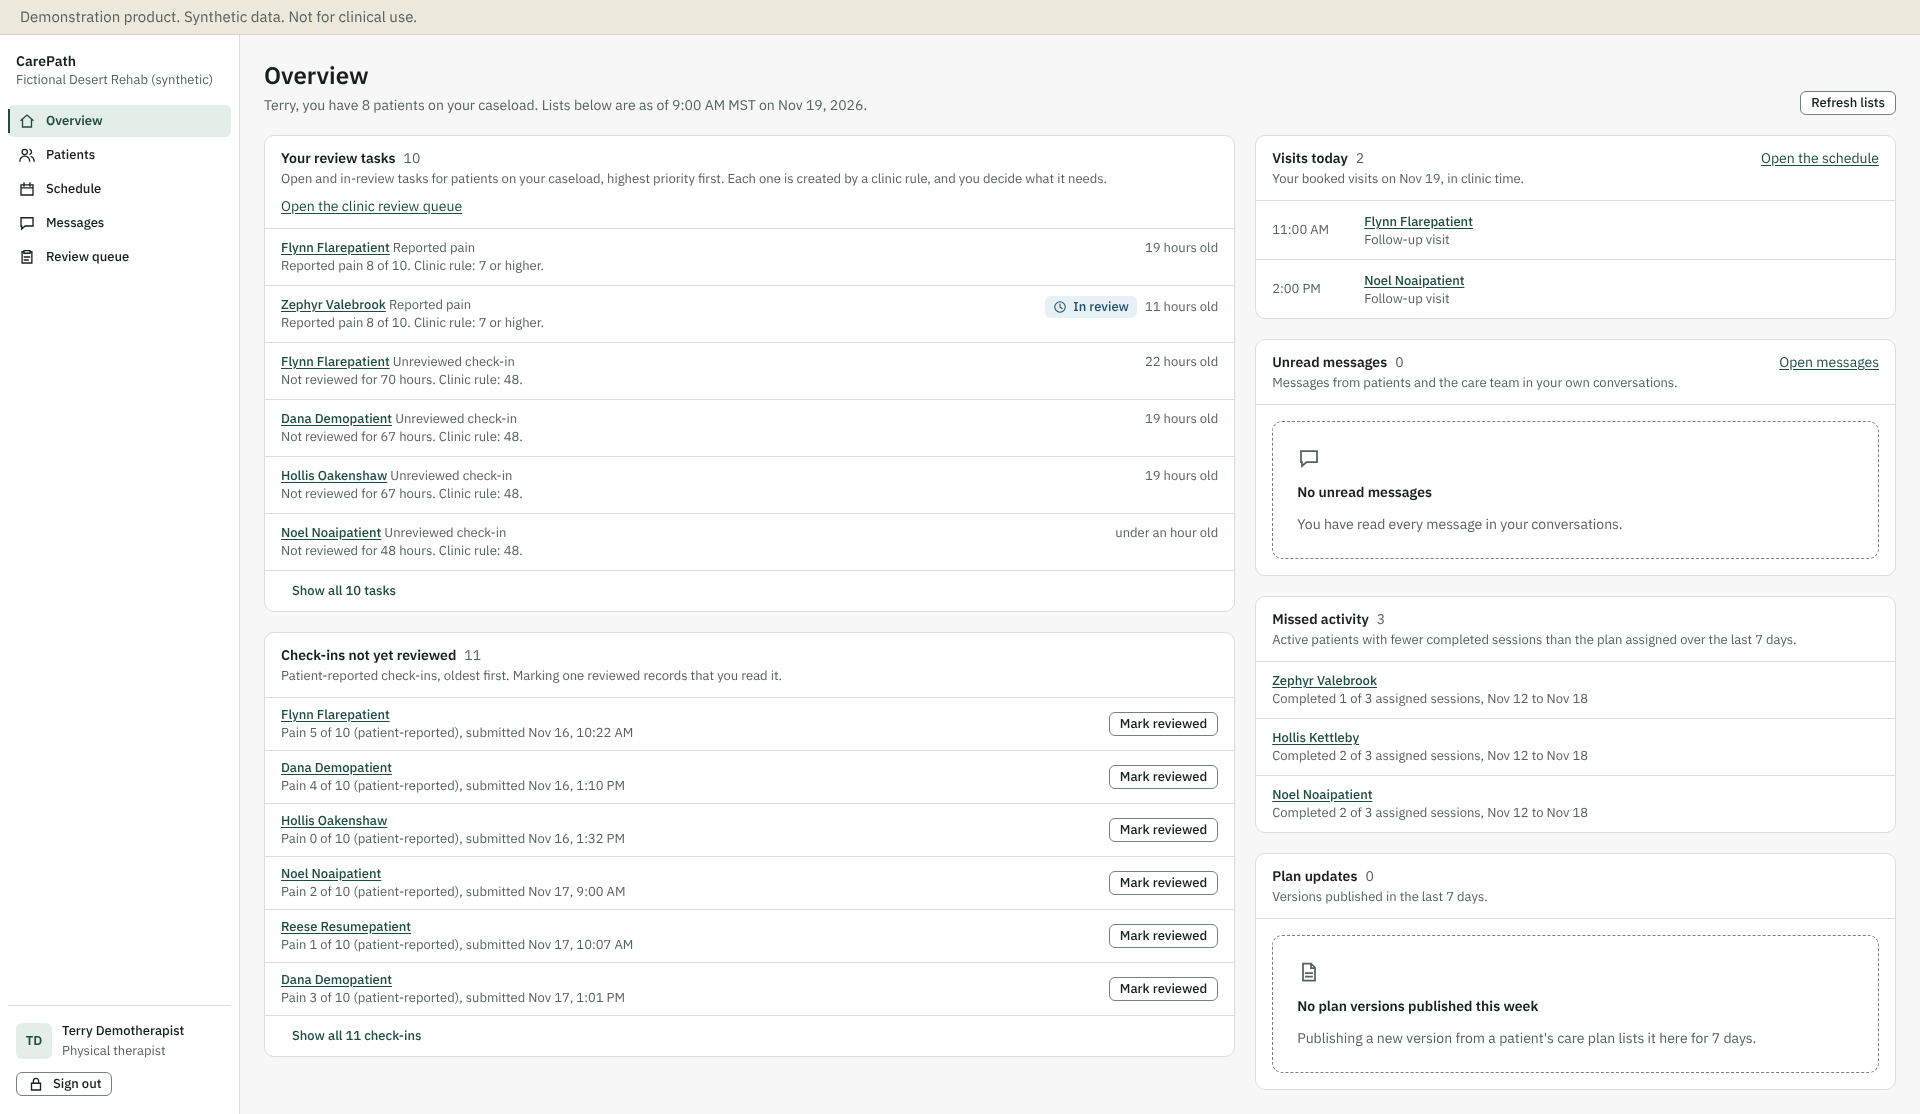 Demonstration product. Synthetic data. Not for clinical use.
CarePath
Fictional Desert Rehab (synthetic)
Overview
Patients
Schedule
Messages
Review queue
Terry Demotherapist
TD
Physical therapist
Sign out
Overview
Terry, you have 8 patients on your caseload. Lists below are as of 9:00 AM MST on Nov 19, 2026.
Refresh lists
Your review tasks 10
Open and in-review tasks for patients on your caseload, highest priority first. Each one is created by a clinic rule, and you decide what it needs.
Open the clinic review queue
Flynn Flarepatient Reported pain 19 hours old
Reported pain 8 of 10. Clinic rule: 7 or higher.
Zephyr Valebrook Reported pain In review 11 hours old
Reported pain 8 of 10. Clinic rule: 7 or higher.
Flynn Flarepatient Unreviewed check-in 22 hours old
Not reviewed for 70 hours. Clinic rule: 48.
Dana Demopatient Unreviewed check-in 19 hours old
Not reviewed for 67 hours. Clinic rule: 48.
Hollis Oakenshaw Unreviewed check-in 19 hours old
Not reviewed for 67 hours. Clinic rule: 48.
Noel Noaipatient Unreviewed check-in under an hour old
Not reviewed for 48 hours. Clinic rule: 48.
Show all 10 tasks
Check-ins not yet reviewed 11
Patient-reported check-ins, oldest first. Marking one reviewed records that you read it.
Flynn Flarepatient
Pain 5 of 10 (patient-reported), submitted Nov 16, 10:22 AM
Mark reviewed
Dana Demopatient
Pain 4 of 10 (patient-reported), submitted Nov 16, 1:10 PM
Mark reviewed
Hollis Oakenshaw
Pain 0 of 10 (patient-reported), submitted Nov 16, 1:32 PM
Mark reviewed
Noel Noaipatient
Pain 2 of 10 (patient-reported), submitted Nov 17, 9:00 AM
Mark reviewed
Reese Resumepatient
Pain 1 of 10 (patient-reported), submitted Nov 17, 10:07 AM
Mark reviewed
Dana Demopatient
Pain 3 of 10 (patient-reported), submitted Nov 17, 1:01 PM
Mark reviewed
Show all 11 check-ins
Visits today 2
Open the schedule
Your booked visits on Nov 19, in clinic time.
11:00 AM
Flynn Flarepatient
Follow-up visit
2:00 PM
Noel Noaipatient
Follow-up visit
Unread messages 0
Open messages
Messages from patients and the care team in your own conversations.
No unread messages
You have read every message in your conversations.
Missed activity 3
Active patients with fewer completed sessions than the plan assigned over the last 7 days.
Zephyr Valebrook
Completed 1 of 3 assigned sessions, Nov 12 to Nov 18
Hollis Kettleby
Completed 2 of 3 assigned sessions, Nov 12 to Nov 18
Noel Noaipatient
Completed 2 of 3 assigned sessions, Nov 12 to Nov 18
Plan updates 0
Versions published in the last 7 days.
No plan versions published this week
Publishing a new version from a patient's care plan lists it here for 7 days.